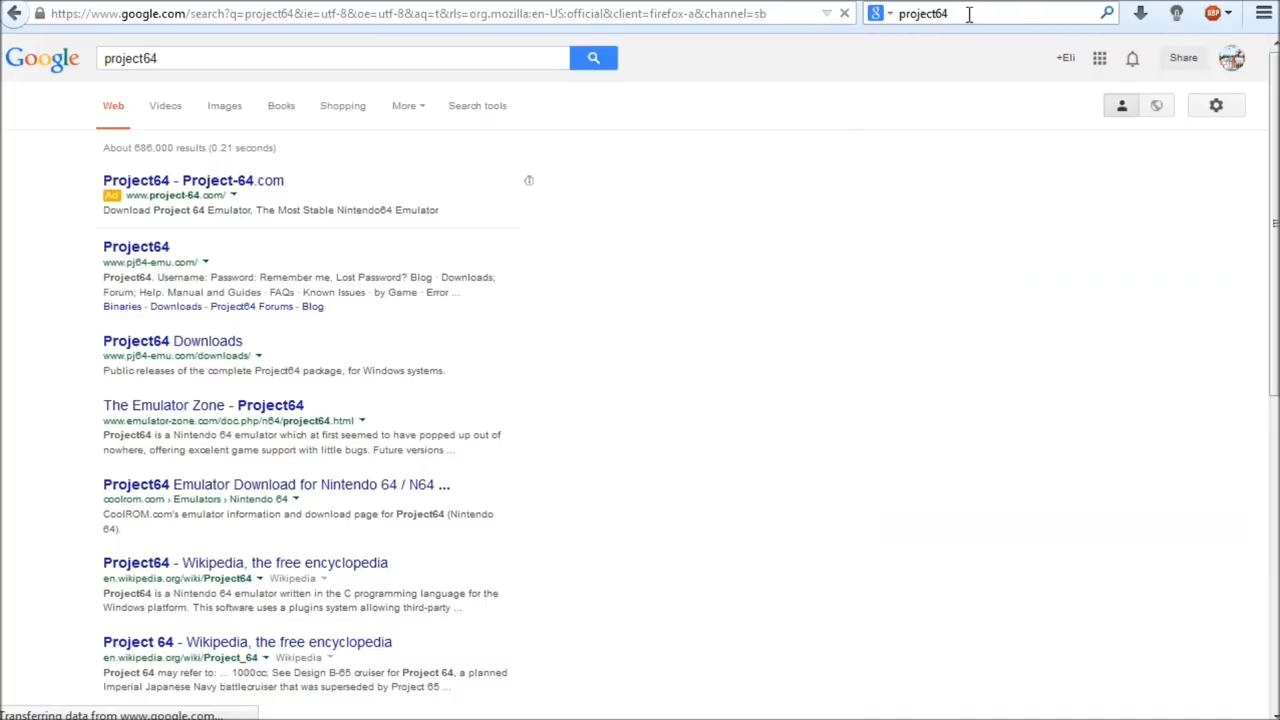 https://www.google.com/search?q=project64&ie=utf-8&oe=utf-8&aq=t&rls=org.mozilla:en-US:official&client=firefox-a&channel=sb
project64
ABP
Google
project64
+Eli
Share
Web Videos Images Books Shopping More Search tools
About 686,000 results (0.21 seconds)
Project64 - Project-64.com
Ad www.project-64.com/
Download Project 64 Emulator, The Most Stable Nintendo64 Emulator
Project64
www.pj64-emu.com/
Project64. Username: Password: Remember me, Lost Password? Blog · Downloads;
Forum; Help. Manual and Guides · FAQs · Known Issues · by Game · Error ...
Binaries - Downloads - Project64 Forums - Blog
Project64 Downloads
www.pj64-emu.com/downloads/
Public releases of the complete Project64 package, for Windows systems.
The Emulator Zone - Project64
www.emulator-zone.com/doc.php/n64/project64.html
Project64 is a Nintendo 64 emulator which at first seemed to have popped up out of
nowhere, offering excelent game support with little bugs. Future versions ...
Project64 Emulator Download for Nintendo 64 / N64 ...
coolrom.com › Emulators › Nintendo 64
CoolROM.com's emulator information and download page for Project64 (Nintendo
64).
Project64 - Wikipedia, the free encyclopedia
en.wikipedia.org/wiki/Project64 Wikipedia
Project64 is a Nintendo 64 emulator written in the C programming language for the
Windows platform. This software uses a plugins system allowing third-party ...
Project 64 - Wikipedia, the free encyclopedia
en.wikipedia.org/wiki/Project_64 Wikipedia
Project 64 may refer to: ... 1000cc; See Design B-65 cruiser for Project 64, a planned
Imperial Japanese Navy battlecruiser that was superseded by Project 65 ...
Transferring data from www.google.com...